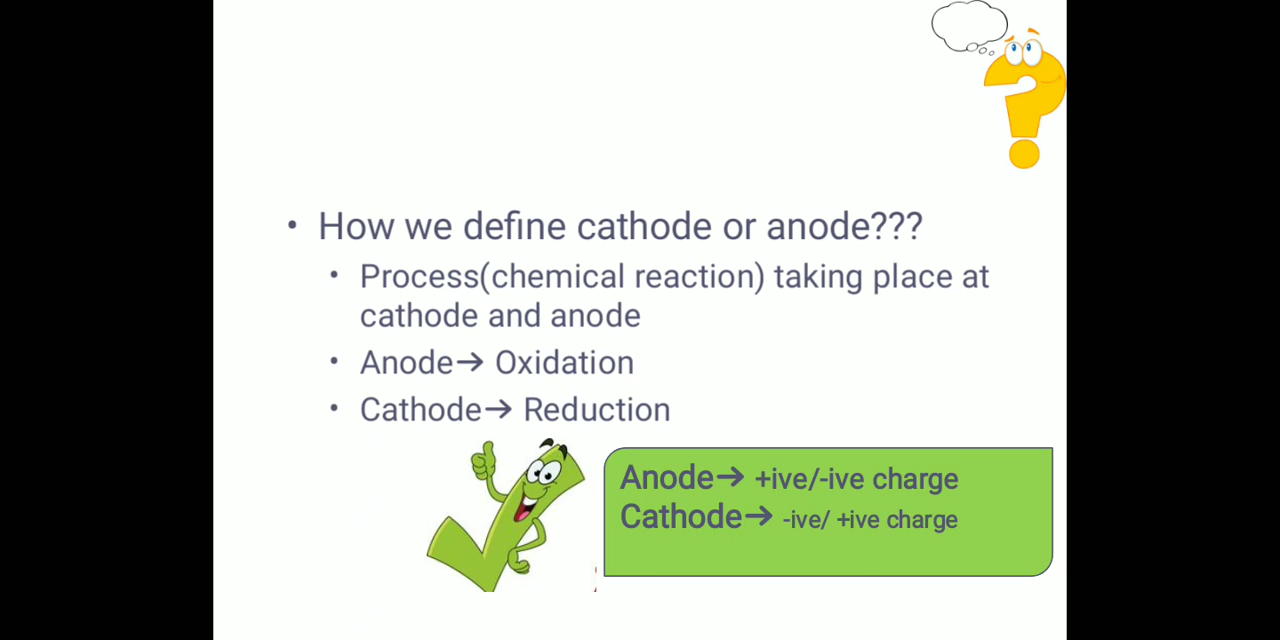 • How we define cathode or anode???
• Process(chemical reaction) taking place at
cathode and anode
• Anode→ Oxidation
• Cathode→ Reduction
Anode→ +ive/-ive charge
Cathode→ -ive/ +ive charge